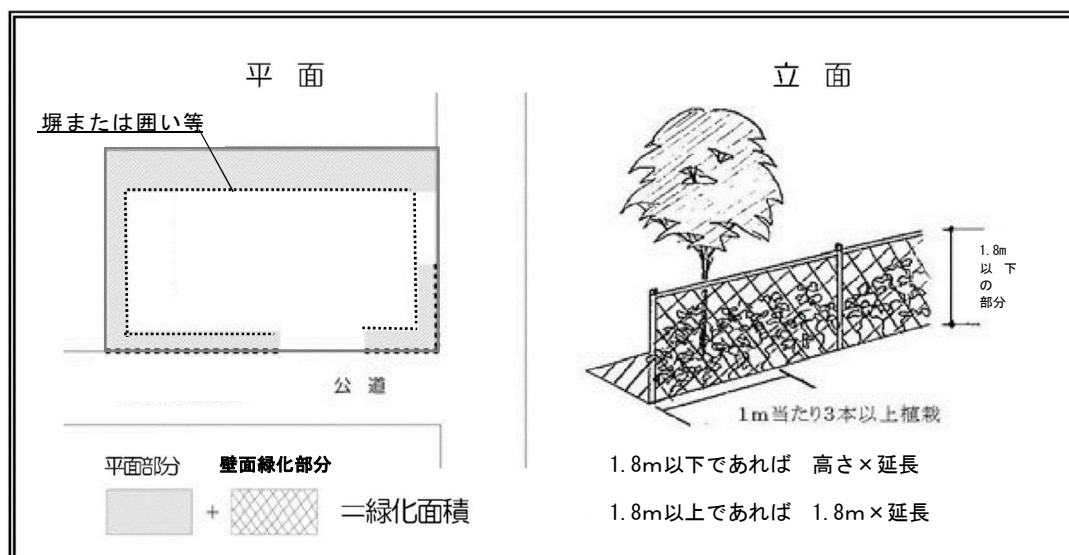 平 面
塀または囲い等
公 道
平面部分 壁面緑化部分
+ =緑化面積
立 面
1.8m
以 下
の
部分
1m当たり3本以上植栽
1.8m以下であれば 高さ×延長
1.8m以上であれば 1.8m×延長